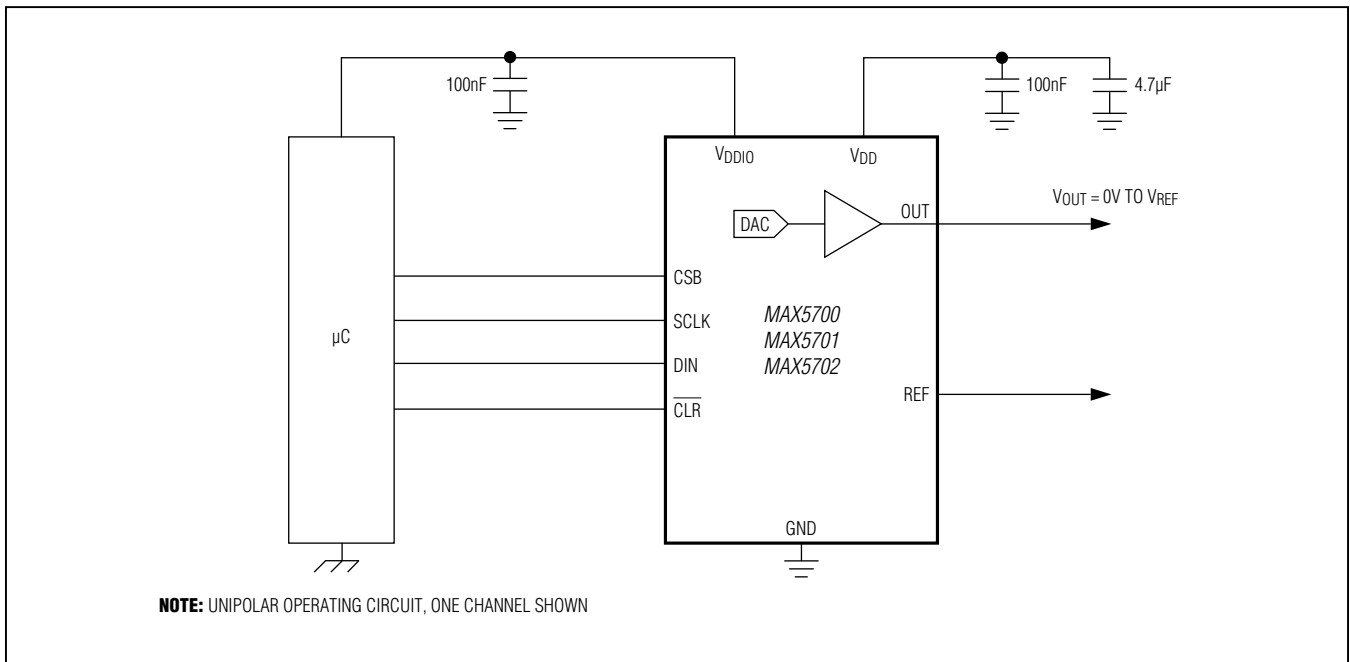 100nF
100nF
4.7µF
VDDIO
VDD
DAC
OUT
VOUT = 0V TO VREF
µC
CSB
SCLK
DIN
CLR
MAX5700
MAX5701
MAX5702
REF
GND
NOTE: UNIPOLAR OPERATING CIRCUIT, ONE CHANNEL SHOWN